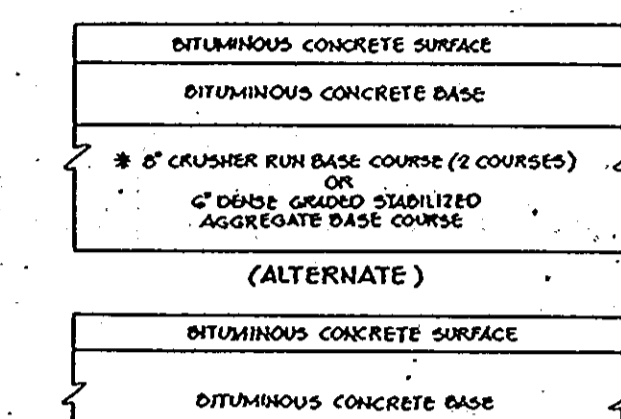 BITUMINOUS CONCRETE SURFACE
BITUMINOUS CONCRETE BASE
* 8" CRUSHER RUN BASE COURSE (2 COURSES)
OR
6" DENSE GRADED STABILIZED
AGGREGATE BASE COURSE
(ALTERNATE)
BITUMINOUS CONCRETE SURFACE
BITUMINOUS CONCRETE BASE